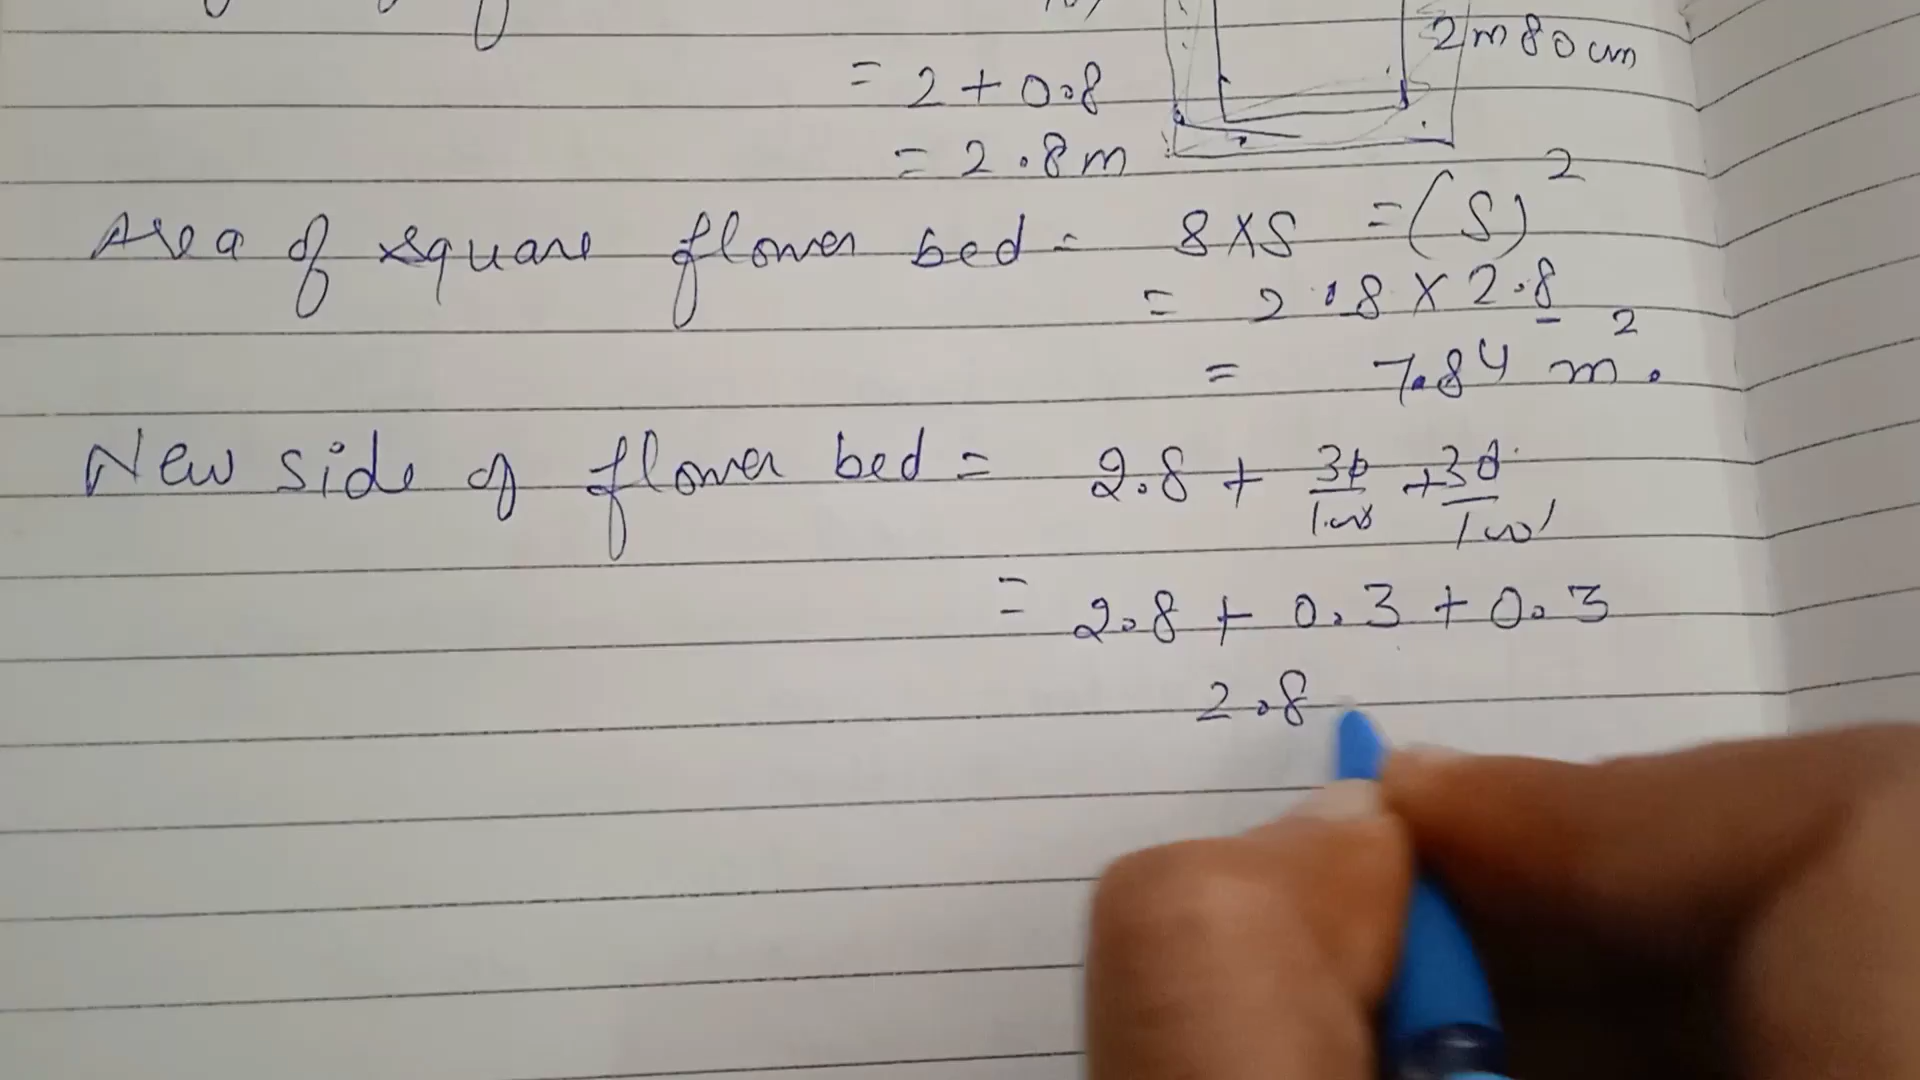 2m 80 cm
= 2 + 0.8
= 2.8m
Area of square flower bed = S×S = (S)²
= 2.8 × 2.8
= 7.84 m².
New side of flower bed = 2.8 + 30/100 + 30/100
= 2.8 + 0.3 + 0.3
2.8